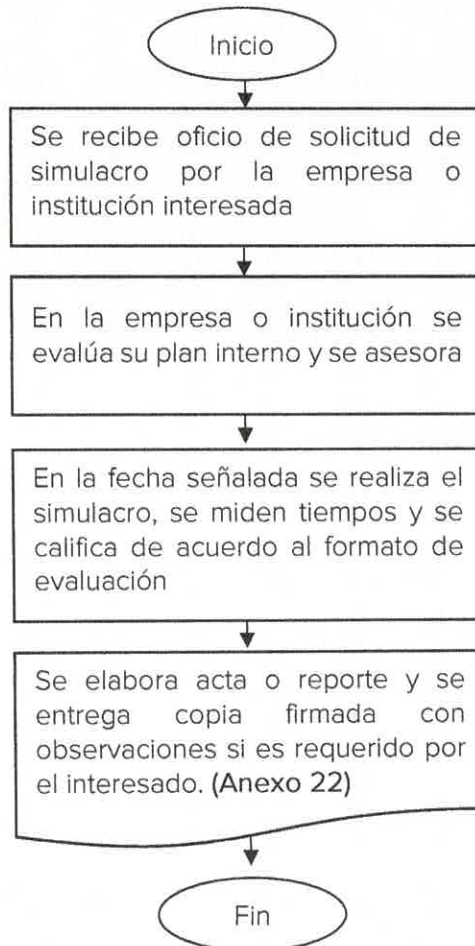 Inicio
Se recibe oficio de solicitud de
simulacro por la empresa o
institución interesada
En la empresa o institución se
evalúa su plan interno y se asesora
En la fecha señalada se realiza el
simulacro, se miden tiempos y se
califica de acuerdo al formato de
evaluación
Se elabora acta o reporte y se
entrega copia firmada con
observaciones si es requerido por
el interesado. (Anexo 22)
Fin